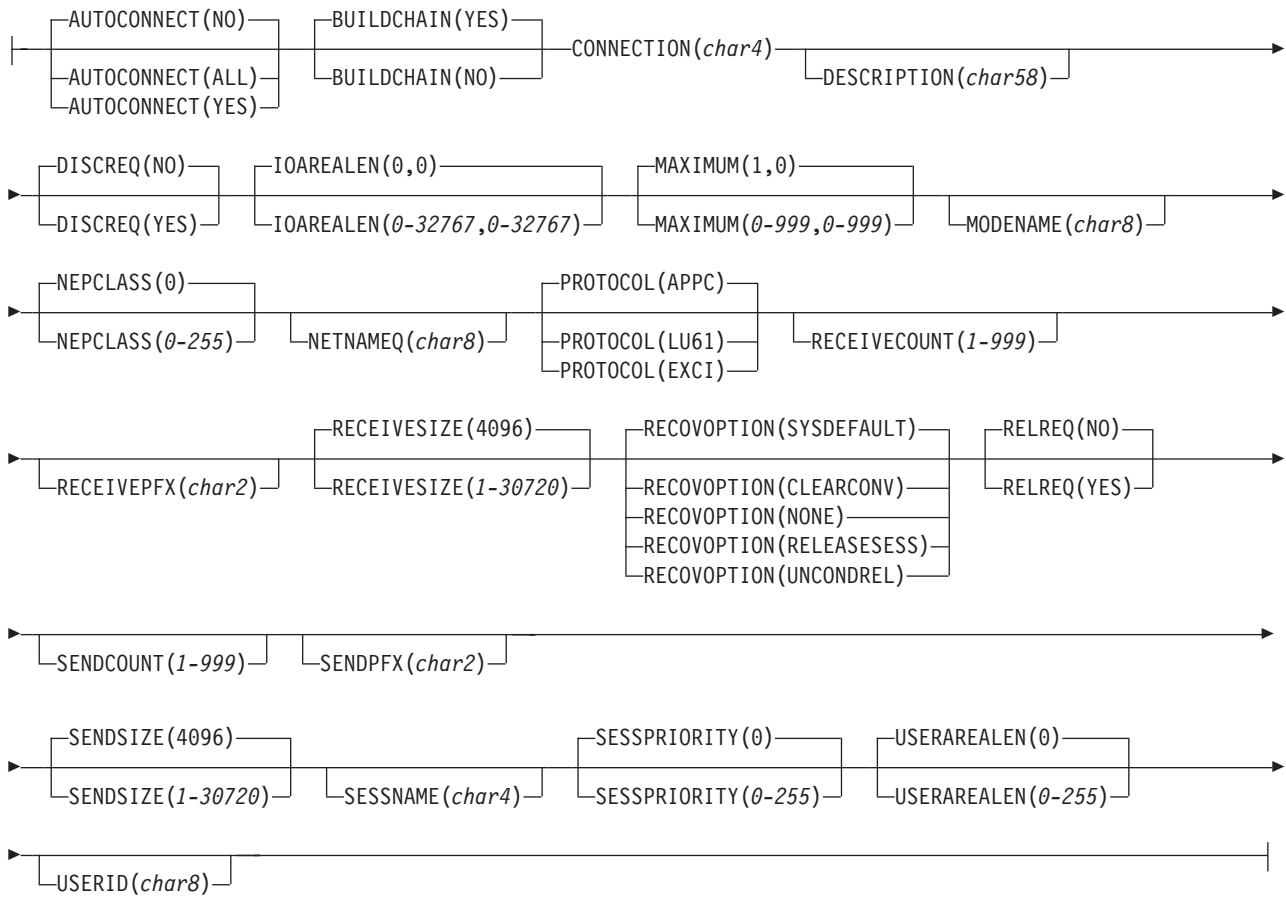 AUTOCONNECT(NO) BUILDCHAIN(YES)
CONNECTION(char4)
AUTOCONNECT(ALL) BUILDCHAIN(NO) DESCRIPTION(char58)
AUTOCONNECT(YES)
DISCREQ(NO) IOAREALEN(0,0) MAXIMUM(1,0)
DISCREQ(YES) IOAREALEN(0-32767,0-32767) MAXIMUM(0-999,0-999) MODENAME(char8)
NEPCLASS(0) PROTOCOL(APPC)
NEPCLASS(0-255) NETNAMEQ(char8) PROTOCOL(LU61) RECEIVECOUNT(1-999)
PROTOCOL(EXCI)
RECEIVESIZE(4096) RECOVOPTION(SYSDEFAULT) RELREQ(NO)
RECEIVEPFX(char2) RECEIVESIZE(1-30720) RECOVOPTION(CLEARCONV) RELREQ(YES)
RECOVOPTION(NONE)
RECOVOPTION(RELEASESESS)
RECOVOPTION(UNCONDREL)
SENDCOUNT(1-999) SENDPFX(char2)
SENDSIZE(4096) SESSPRIORITY(0) USERAREALEN(0)
SENDSIZE(1-30720) SESSNAME(char4) SESSPRIORITY(0-255) USERAREALEN(0-255)
USERID(char8)